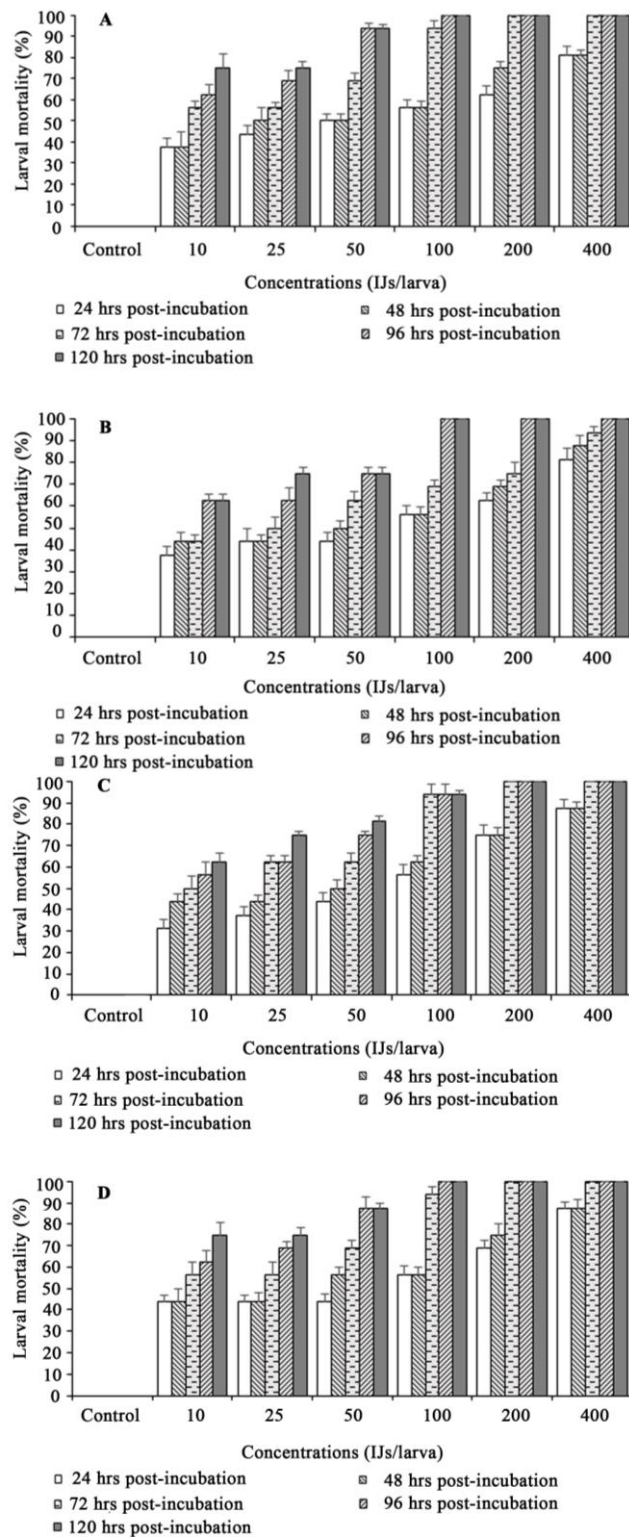 A
Larval mortality (%)
100
90
80
70
60
50
40
30
20
10
0
Control 10 25 50 100 200 400
Concentrations (IJs/larva)
24 hrs post-incubation 48 hrs post-incubation
72 hrs post-incubation 96 hrs post-incubation
120 hrs post-incubation
B
Larval mortality (%)
100
90
80
70
60
50
40
30
20
10
0
Control 10 25 50 100 200 400
Concentrations (IJs/larva)
24 hrs post-incubation 48 hrs post-incubation
72 hrs post-incubation 96 hrs post-incubation
120 hrs post-incubation
C
Larval mortality (%)
100
90
80
70
60
50
40
30
20
10
0
Control 10 25 50 100 200 400
Concentrations (IJs/larva)
24 hrs post-incubation 48 hrs post-incubation
72 hrs post-incubation 96 hrs post-incubation
120 hrs post-incubation
D
Larval mortality (%)
100
90
80
70
60
50
40
30
20
10
0
Control 10 25 50 100 200 400
Concentrations (IJs/larva)
24 hrs post-incubation 48 hrs post-incubation
72 hrs post-incubation 96 hrs post-incubation
120 hrs post-incubation